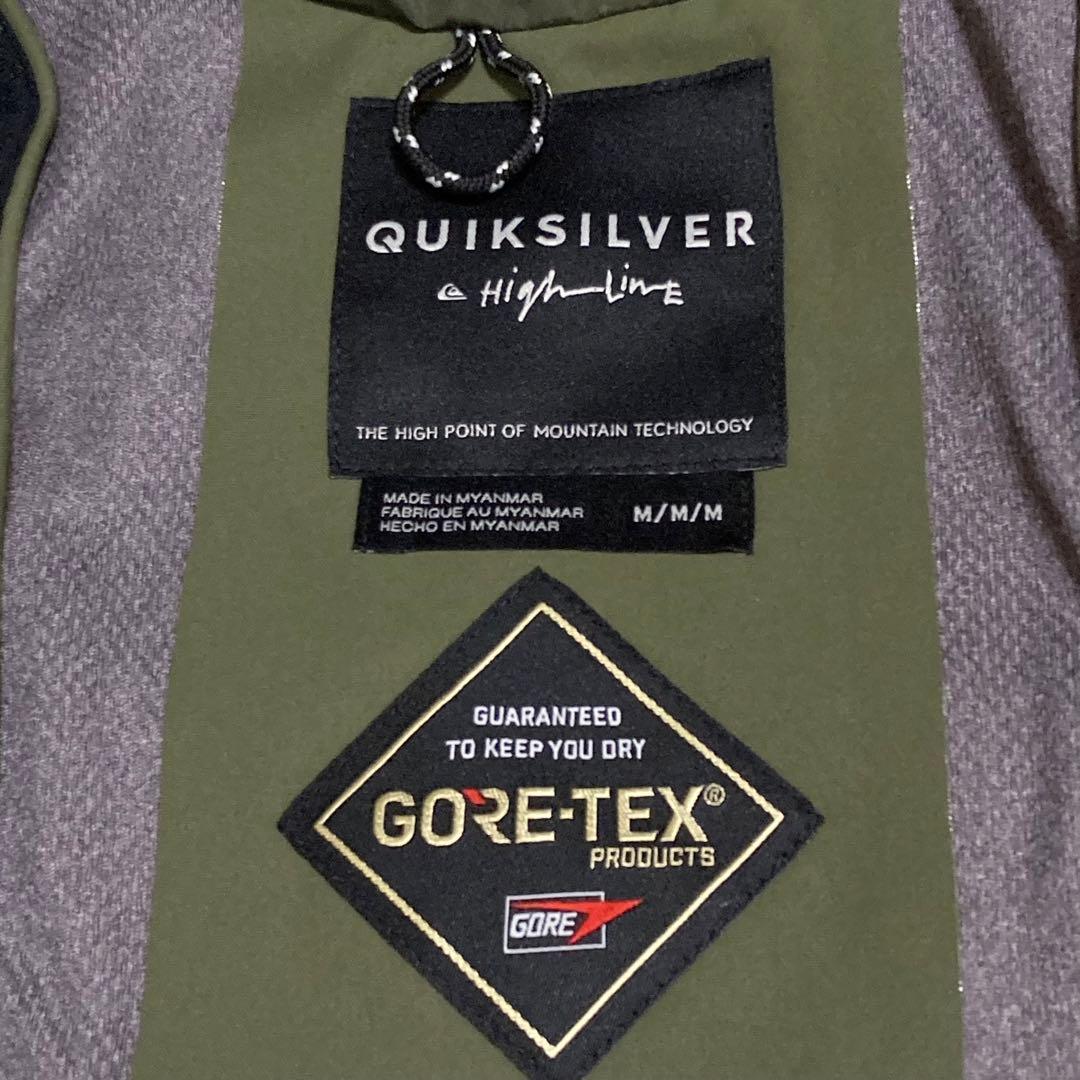 QUIKSILVER
High-Line
THE HIGH POINT OF MOUNTAIN TECHNOLOGY
MADE IN MYANMAR
FABRIQUE AU MYANMAR
HECHO EN MYANMAR
M/M/M
GUARANTEED
TO KEEP YOU DRY
GORE-TEX®
PRODUCTS
GORE